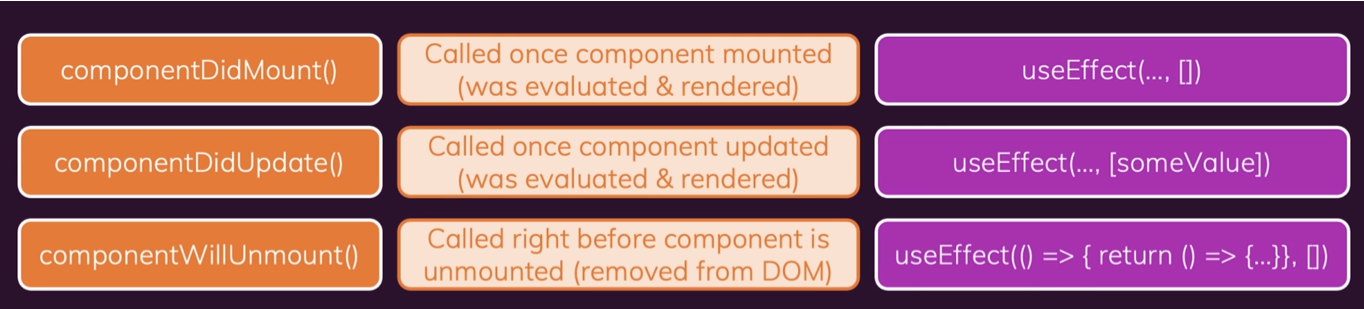 componentDidMount()
Called once component mounted
(was evaluated & rendered)
useEffect(..., [])
componentDidUpdate()
Called once component updated
(was evaluated & rendered)
useEffect(..., [someValue])
componentWillUnmount()
Called right before component is
unmounted (removed from DOM)
useEffect(() => { return () => {...}}, [])